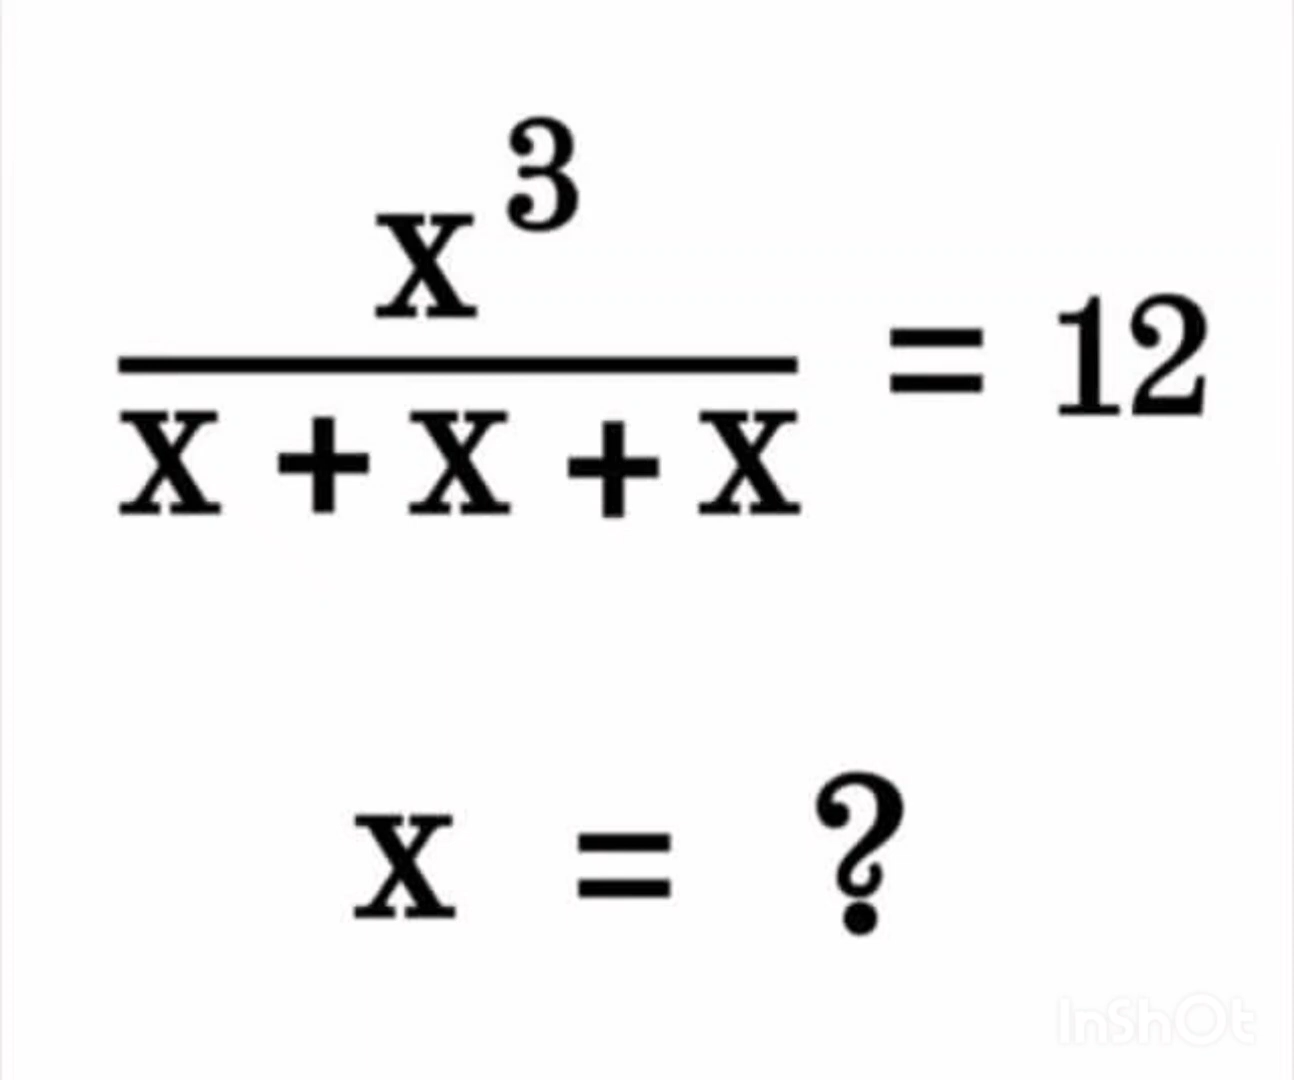 x³
x + x + x = 12
x = ?
InShOt